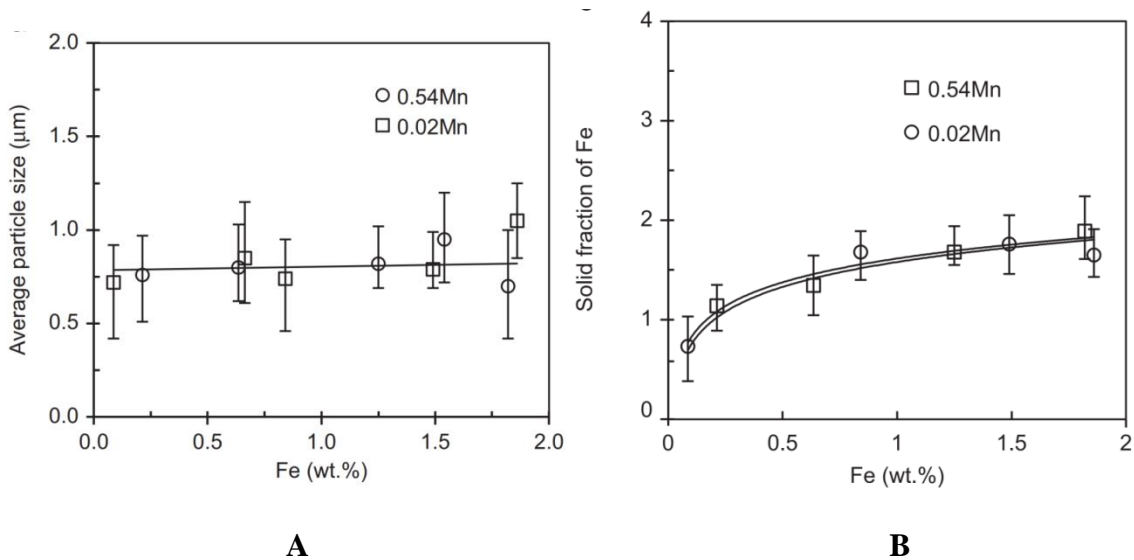 2.0
1.5
1.0
0.5
0.0
Average particle size (μm)
0.54Mn
0.02Mn
0.0 0.5 1.0 1.5 2.0
Fe (wt.%)
A
4
3
2
1
0
Solid fraction of Fe
0.54Mn
0.02Mn
0 0.5 1 1.5 2
Fe (wt.%)
B